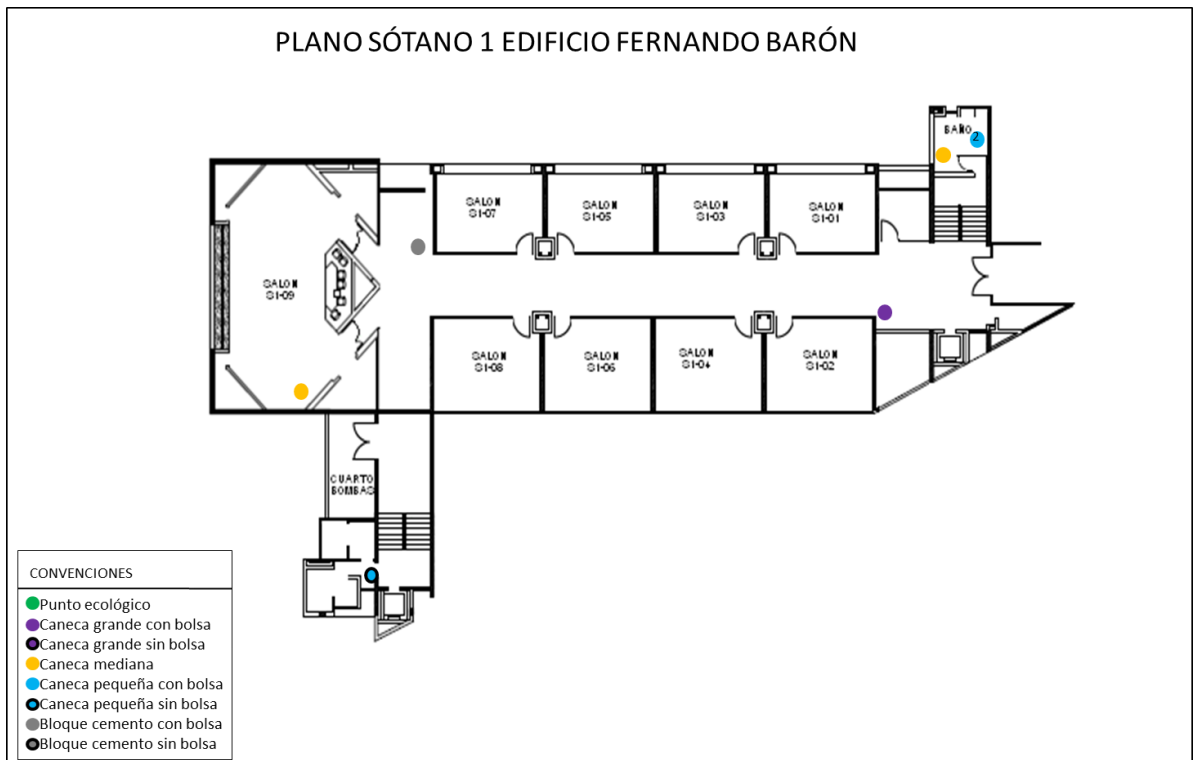 PLANO SÓTANO 1 EDIFICIO FERNANDO BARÓN
BAÑO
2
SALON
S1-07
SALON
S1-05
SALON
S1-03
SALON
S1-01
SALON
S1-09
SALON
S1-08
SALON
S1-06
SALON
S1-04
SALON
S1-02
CUARTO
BOMBAS
CONVENCIONES
Punto ecológico
Caneca grande con bolsa
Caneca grande sin bolsa
Caneca mediana
Caneca pequeña con bolsa
Caneca pequeña sin bolsa
Bloque cemento con bolsa
Bloque cemento sin bolsa